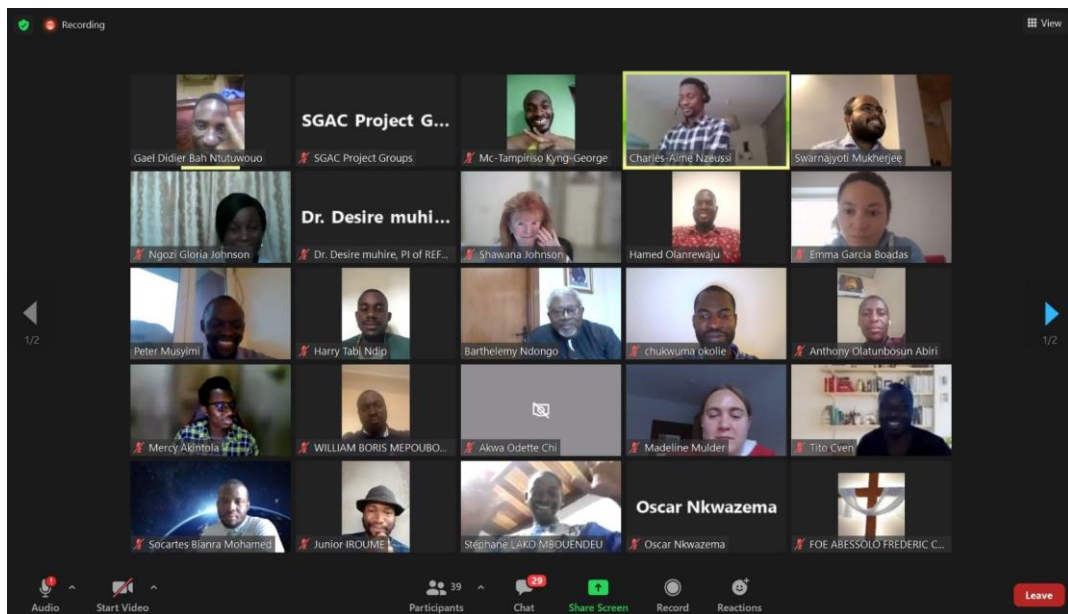 Recording
View
Gael Didier Bah Ntutuwouo
SGAC Project G...
SGAC Project Groups
Mc-Tampiriso Kyng-George
Charles-Aime Nzeussi
Swarnajyoti Mukherjee
Ngozi Gloria Johnson
Dr. Desire muhi...
Dr. Desire muhire, PI of REF...
Shawana Johnson
Hamed Olanrewaju
Emma Garcia Boadas
Peter Musyimi
Harry Tabi Ndip
Barthelemy Ndongo
chukwuma okolie
Anthony Olatunbosun Abiri
1/2
1/2
Mercy Akintola
WILLIAM BORIS MEPOUBO...
Akwa Odette Chi
Madeline Mulder
Tito Cven
Socartes Bianra Mohamed
Junior IROUME
Stéphane LAKO MBOUENDEU
Oscar Nkwazema
Oscar Nkwazema
FOE ABESSOLO FREDERIC C...
Audio
Start Video
39
Participants
29
Chat
Share Screen
Record
Reactions
Leave